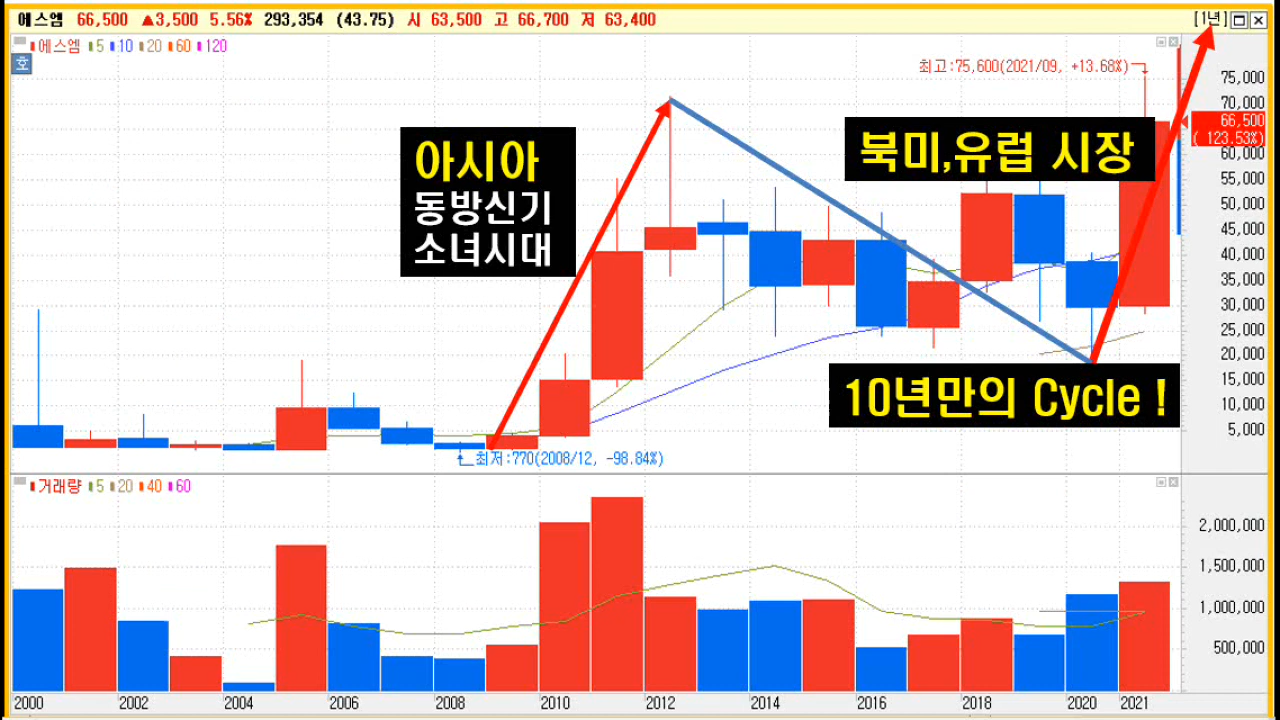 에스엠 66,500 ▲3,500 5.56% 293,354 (43.75) 시 63,500 고 66,700 저 63,400 [1년]
에스엠 5 10 20 60 120
호
최고:75,600(2021/09, +13.68%)
75,000
70,000
66,500
( 123.53%)
60,000
55,000
50,000
45,000
40,000
35,000
30,000
25,000
20,000
15,000
10,000
5,000
아시아
동방신기
소녀시대
북미,유럽 시장
10년만의 Cycle !
최저:770(2008/12, -98.84%)
거래량 5 20 40 60
2,000,000
1,500,000
1,000,000
500,000
2000 2002 2004 2006 2008 2010 2012 2014 2016 2018 2020 2021